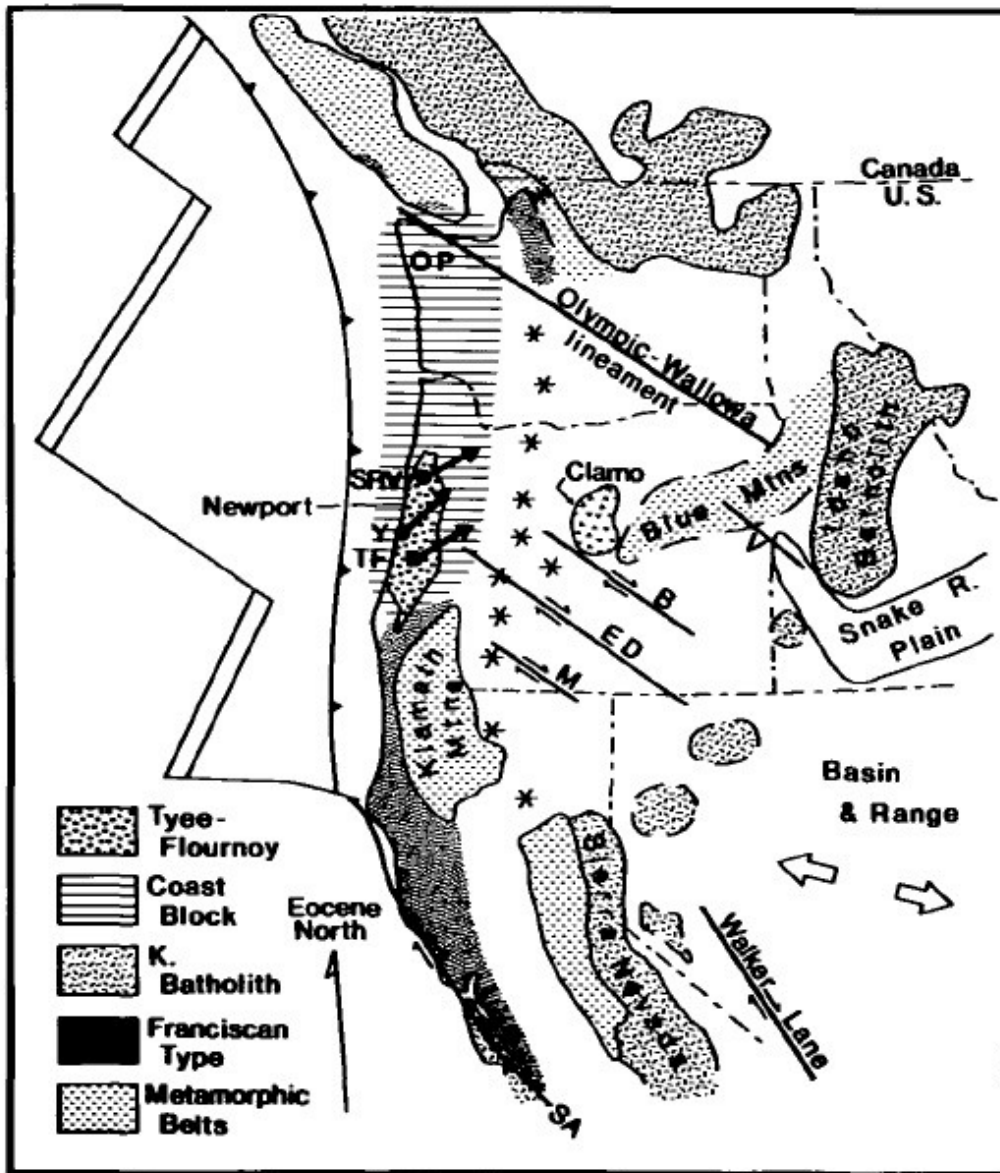 Canada
U.S.
OP
Olympic-Wallowa
lineament
SRV
Newport
Y
TF
Clarno
Blue Mtns
Idaho
Batholith
B
ED
M
Snake R.
Plain
Klamath
Mtns
Basin
& Range
Tyee-
Flournoy
Coast
Block
K.
Batholith
Franciscan
Type
Metamorphic
Belts
Eocene
North
Sierra Nevada
Walker Lane
SA